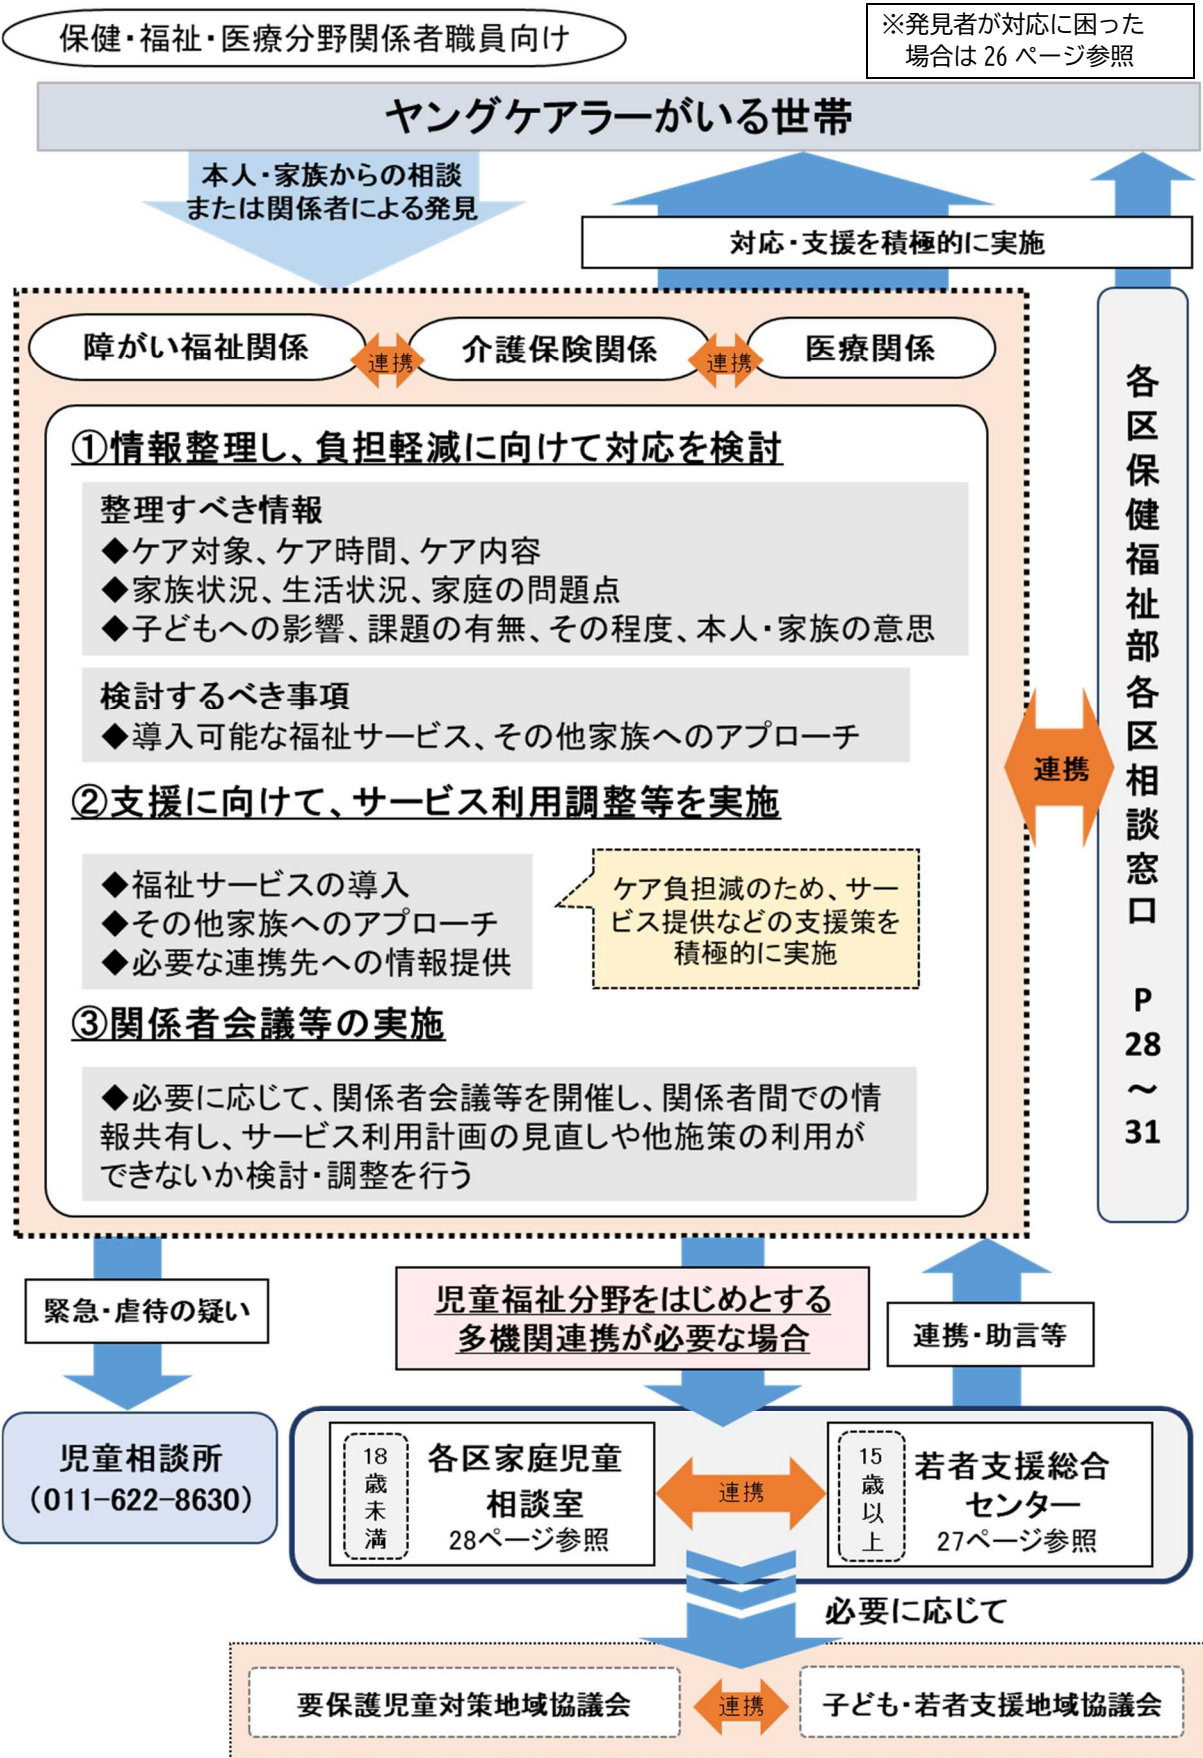 保健・福祉・医療分野関係者職員向け
※発見者が対応に困った
場合は 26 ページ参照
ヤングケアラーがいる世帯
本人・家族からの相談
または関係者による発見
対応・支援を積極的に実施
障がい福祉関係
連携
介護保険関係
連携
医療関係
①情報整理し、負担軽減に向けて対応を検討
整理すべき情報
◆ケア対象、ケア時間、ケア内容
◆家族状況、生活状況、家庭の問題点
◆子どもへの影響、課題の有無、その程度、本人・家族の意思
検討するべき事項
◆導入可能な福祉サービス、その他家族へのアプローチ
②支援に向けて、サービス利用調整等を実施
◆福祉サービスの導入
◆その他家族へのアプローチ
◆必要な連携先への情報提供
ケア負担減のため、サー
ビス提供などの支援策を
積極的に実施
③関係者会議等の実施
◆必要に応じて、関係者会議等を開催し、関係者間での情
報共有し、サービス利用計画の見直しや他施策の利用が
できないか検討・調整を行う
連携
各区保健福祉部各区相談窓口 P28～31
緊急・虐待の疑い
児童福祉分野をはじめとする
多機関連携が必要な場合
連携・助言等
児童相談所
（011-622-8630）
18歳未満
各区家庭児童
相談室
28ページ参照
連携
15歳以上
若者支援総合
センター
27ページ参照
必要に応じて
要保護児童対策地域協議会
連携
子ども・若者支援地域協議会